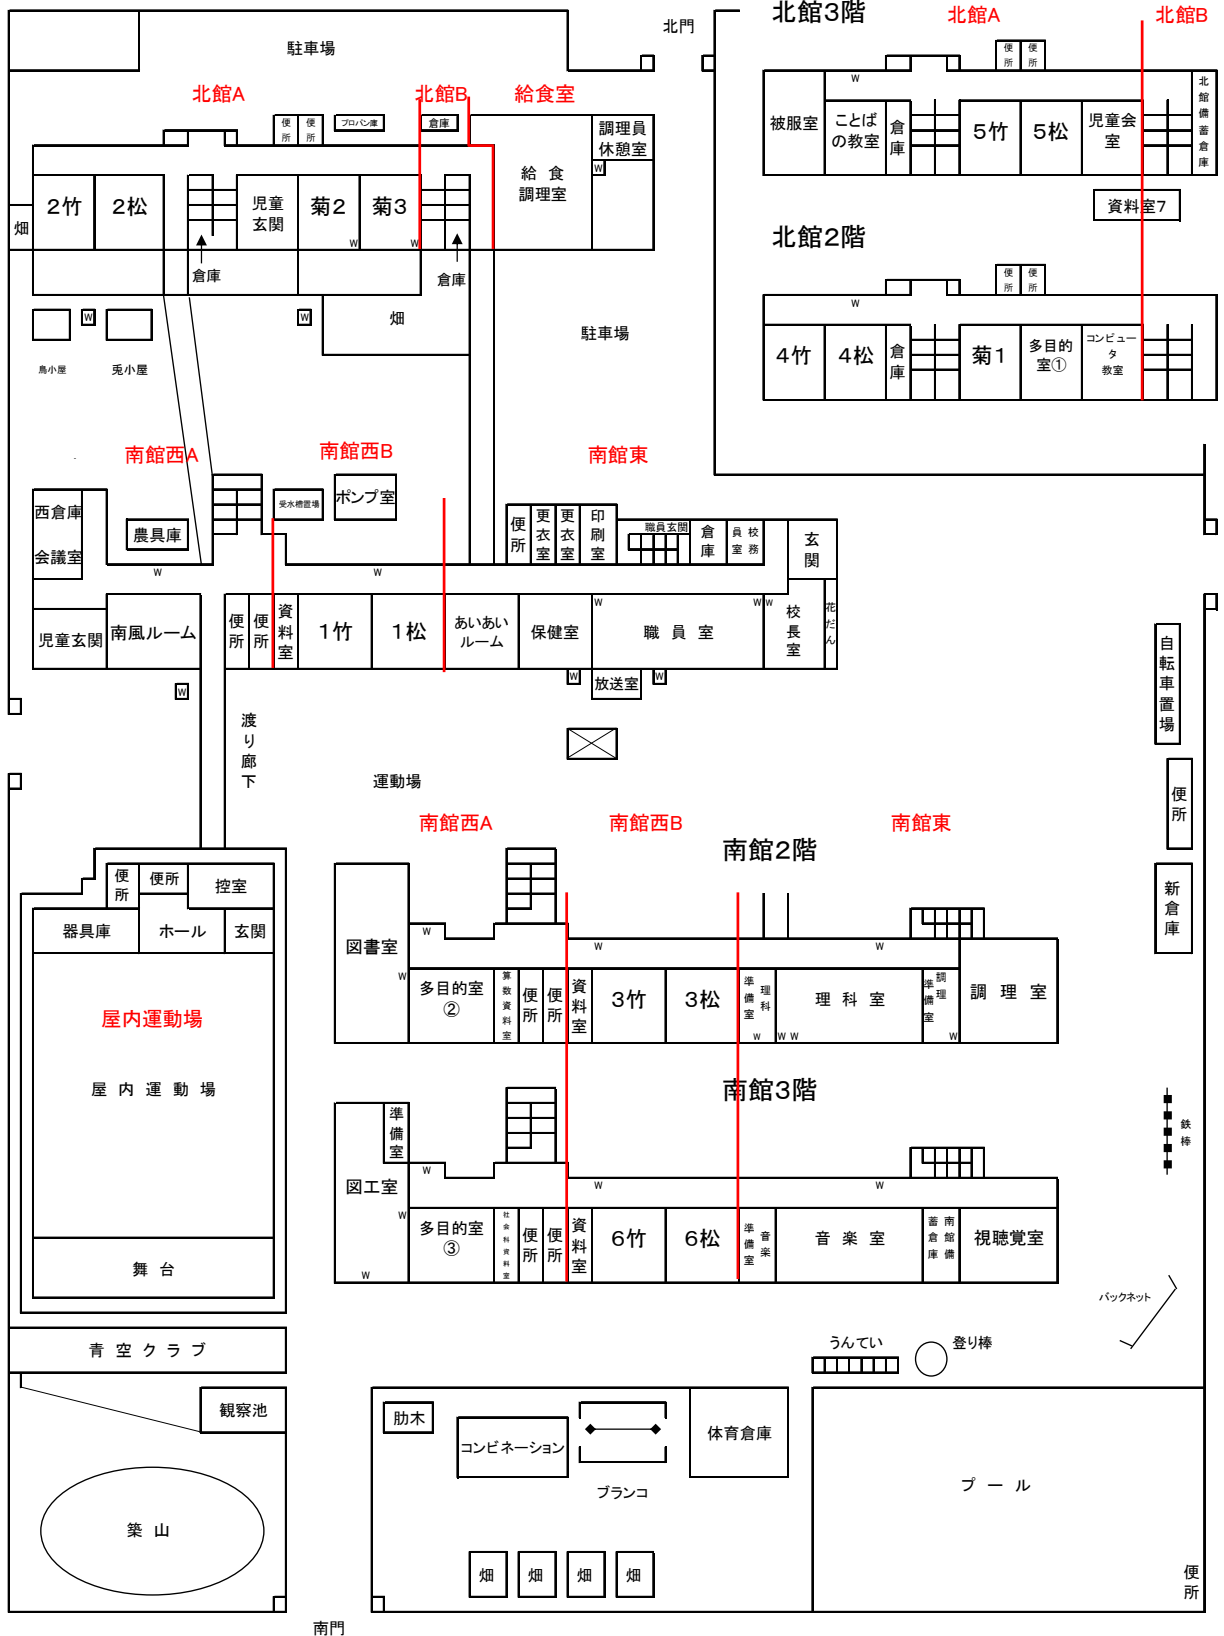 北門
北館3階
北館A
北館B
駐車場
北館A
北館B
給食室
便所
便所
プロパン庫
倉庫
調理員
休憩室
W
給 食
調理室
2竹
2松
児童
玄関
菊2
W
菊3
W
畑
倉庫
倉庫
W
W
畑
鳥小屋
兎小屋
駐車場
便所
便所
W
被服室
ことば
の教室
倉庫
5竹
5松
児童会
室
北館備蓄倉庫
資料室7
北館2階
便所
便所
W
4竹
4松
倉庫
菊1
多目的
室①
コンピュー
タ
教室
南館西A
南館西B
南館東
西倉庫
会議室
農具庫
受水槽置場
ポンプ室
便所
更衣室
更衣室
印刷室
職員玄関
倉庫
校務
員室
玄関
W
W
児童玄関
南風ルーム
便所
便所
資料室
1竹
1松
あいあい
ルーム
保健室
W
職 員 室
W
W
校長室
花だん
W
W
放送室
W
渡り廊下
運動場
自転車置場
便所
新倉庫
南館西A
南館西B
南館東
南館2階
便所
便所
控室
器具庫
ホール
玄関
屋内運動場
屋 内 運 動 場
舞 台
図書室
W
W
W
W
多目的室
②
算数資料室
便所
便所
資料室
3竹
3松
理科
準備室
W
W W
理 科 室
調理
準備室
W
調 理 室
南館3階
準備室
図工室
W
W
W
W
W
多目的室
③
社会科資料室
便所
便所
資料室
6竹
6松
音楽
準備室
音 楽 室
南館備
蓄倉庫
視聴覚室
鉄棒
バックネット
うんてい
登り棒
青 空 ク ラ ブ
観察池
築 山
肋木
コンビネーション
ブランコ
体育倉庫
プ ー ル
畑
畑
畑
畑
便所
南門